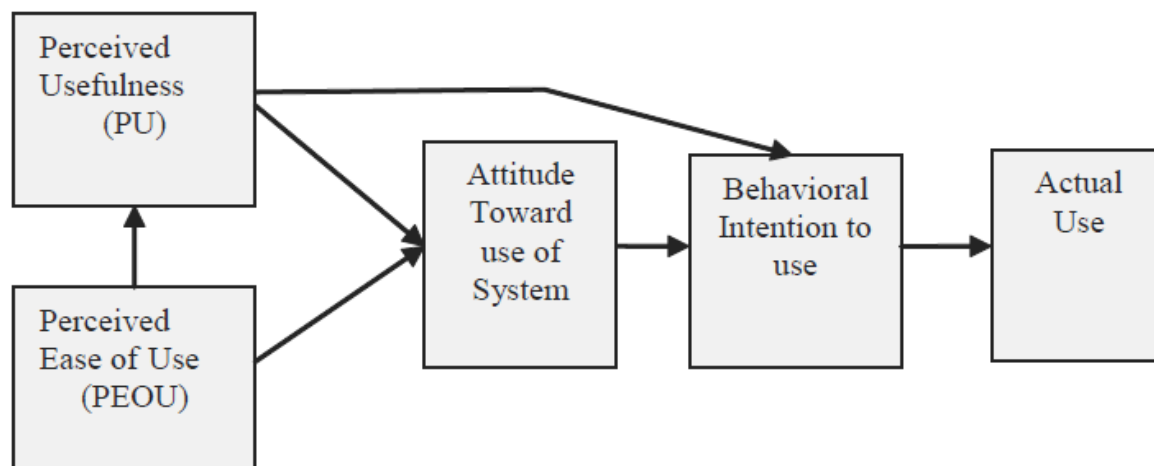 Perceived
Usefulness
(PU)
Attitude
Toward
use of
System
Behavioral
Intention to
use
Actual
Use
Perceived
Ease of Use
(PEOU)